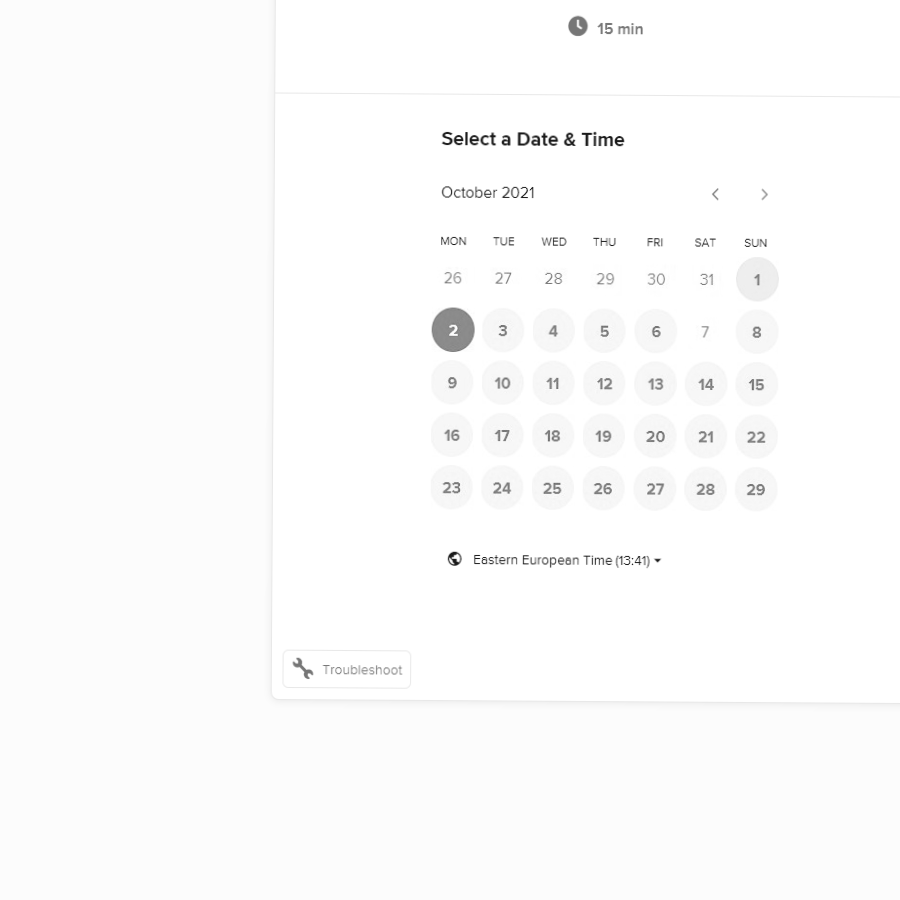 15 min
Select a Date & Time
October 2021
MON TUE WED THU FRI SAT SUN
26 27 28 29 30 31 1
2 3 4 5 6 7 8
9 10 11 12 13 14 15
16 17 18 19 20 21 22
23 24 25 26 27 28 29
Eastern European Time (13:41)
Troubleshoot